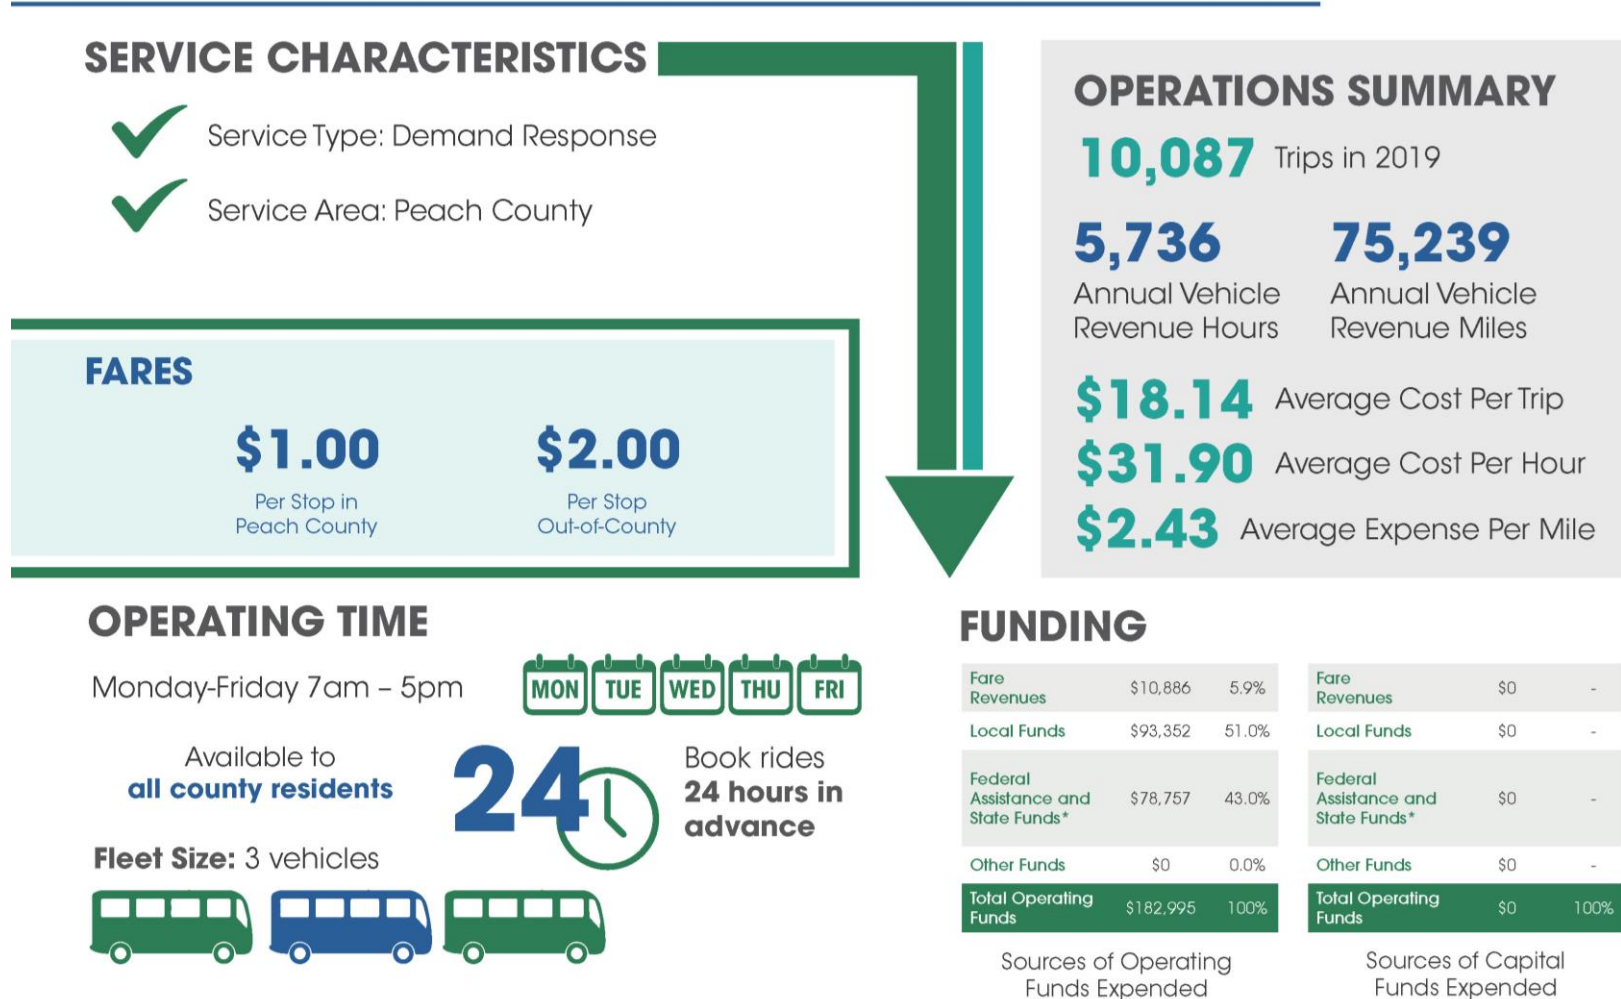 SERVICE CHARACTERISTICS
Service Type: Demand Response
Service Area: Peach County
FARES
$1.00
Per Stop in
Peach County
$2.00
Per Stop
Out-of-County
OPERATIONS SUMMARY
10,087 Trips in 2019
5,736
Annual Vehicle
Revenue Hours
75,239
Annual Vehicle
Revenue Miles
$18.14 Average Cost Per Trip
$31.90 Average Cost Per Hour
$2.43 Average Expense Per Mile
OPERATING TIME
Monday-Friday 7am – 5pm
MON TUE WED THU FRI
Available to
all county residents
24
Book rides
24 hours in
advance
Fleet Size: 3 vehicles
FUNDING
Fare
Revenues $10,886 5.9%
Local Funds $93,352 51.0%
Federal
Assistance and $78,757 43.0%
State Funds*
Other Funds $0 0.0%
Total Operating
Funds $182,995 100%
Sources of Operating
Funds Expended
Fare
Revenues $0 -
Local Funds $0 -
Federal
Assistance and $0 -
State Funds*
Other Funds $0 -
Total Operating
Funds $0 100%
Sources of Capital
Funds Expended